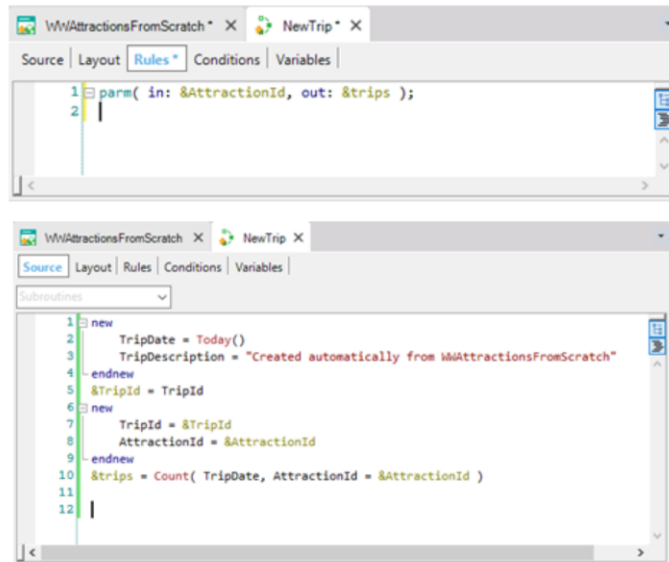 WWAttractionsFromScratch * X NewTrip * X
Source Layout Rules * Conditions Variables
1 parm( in: &AttractionId, out: &trips );
2
WWAttractionsFromScratch X NewTrip X
Source Layout Rules Conditions Variables
Subroutines
1 new
2 TripDate = Today()
3 TripDescription = "Created automatically from WWAttractionsFromScratch"
4 endnew
5 &TripId = TripId
6 new
7 TripId = &TripId
8 AttractionId = &AttractionId
9 endnew
10 &trips = Count( TripDate, AttractionId = &AttractionId )
11
12